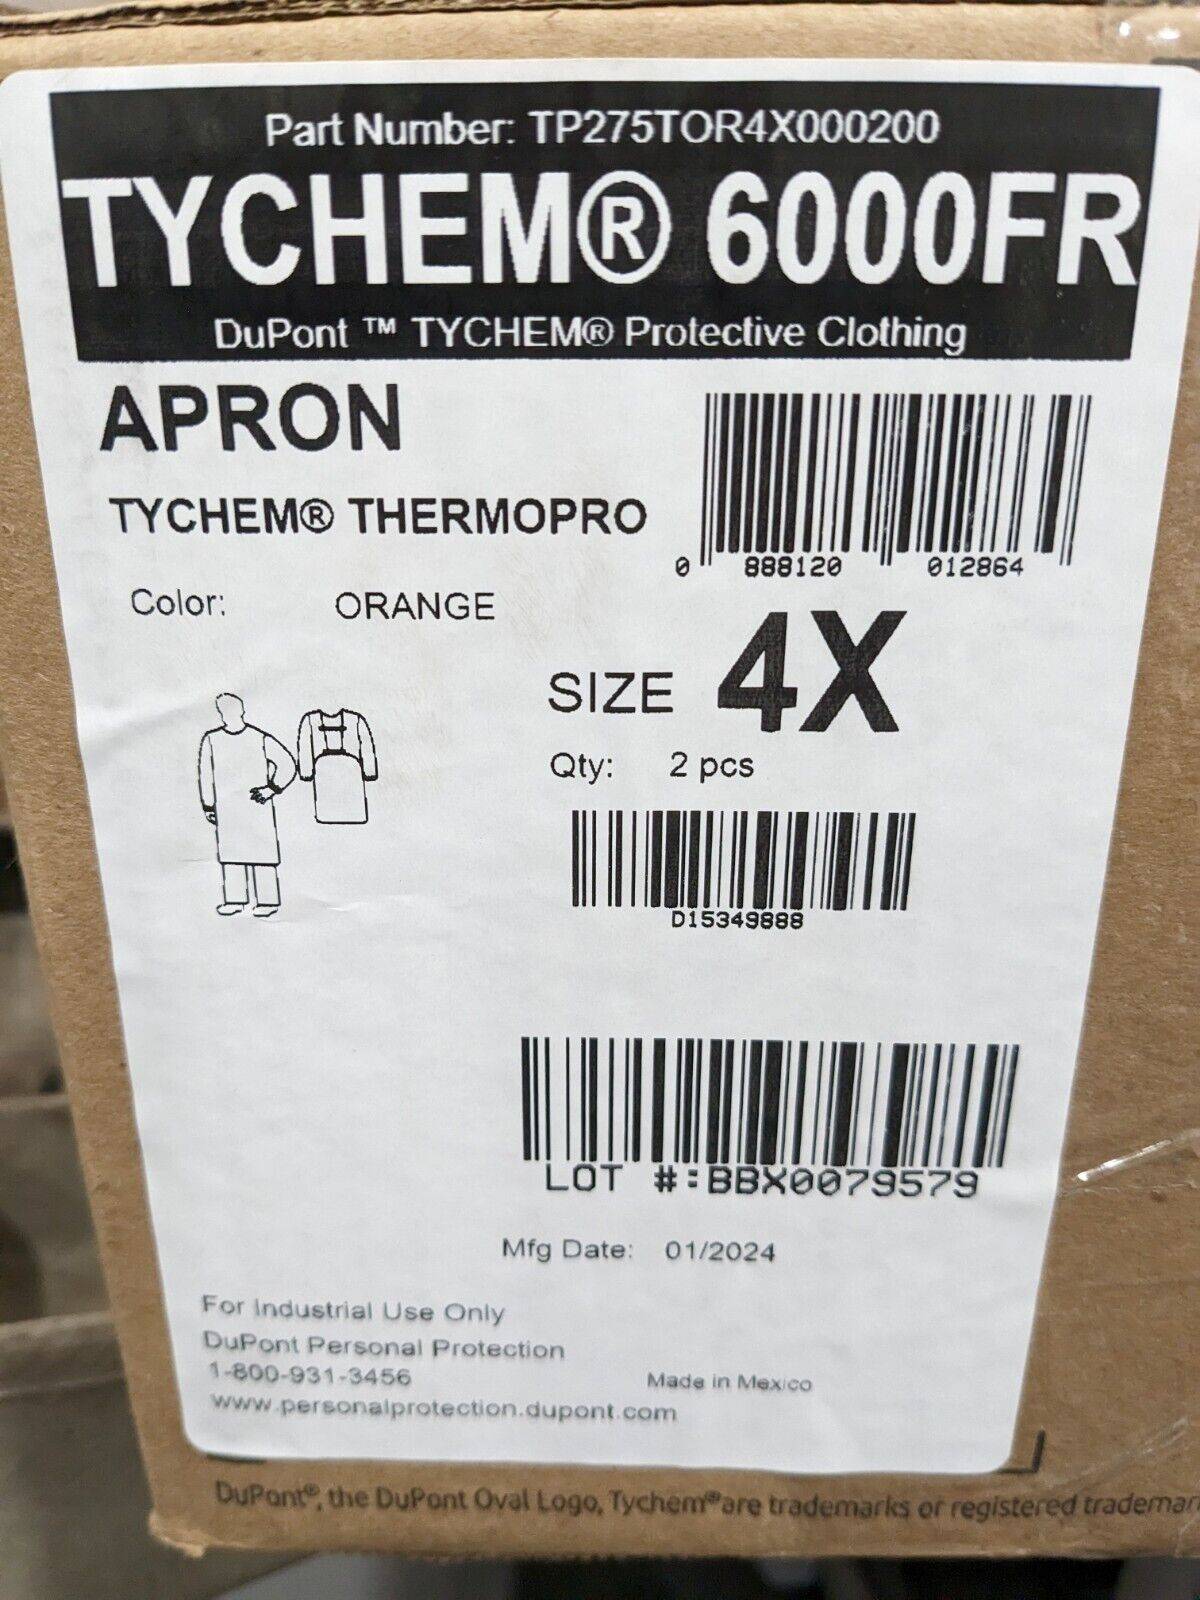 Part Number: TP275TOR4X000200
TYCHEM® 6000FR
DuPont ™ TYCHEM® Protective Clothing
APRON
TYCHEM® THERMOPRO
0 888120 012864
Color: ORANGE
SIZE 4X
Qty: 2 pcs
D15349888
LOT #:BBX0079579
Mfg Date: 01/2024
For Industrial Use Only
DuPont Personal Protection
1-800-931-3456
Made in Mexico
www.personalprotection.dupont.com
DuPont®, the DuPont Oval Logo, Tychem® are trademarks or registered